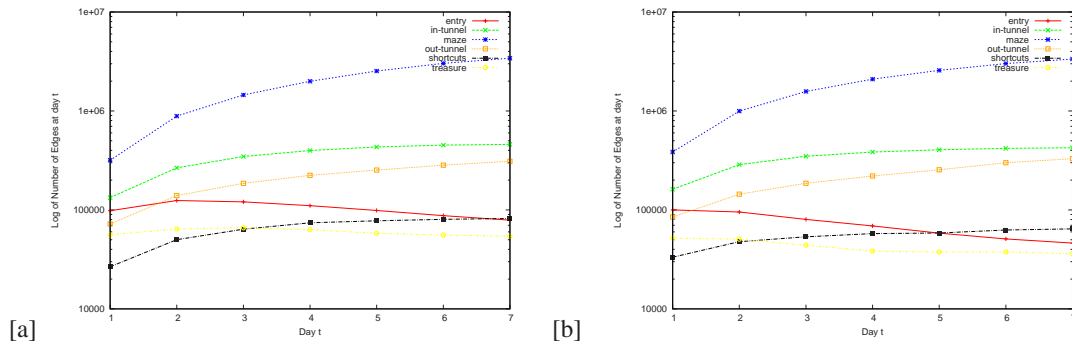 1e+07
1e+06
100000
10000
Log of Number of Edges at day t
1 2 3 4 5 6 7
Day t
entry
in-tunnel
maze
out-tunnel
shortcuts
treasure
[a]
1e+07
1e+06
100000
10000
Log of Number of Edges at day t
1 2 3 4 5 6 7
Day t
entry
in-tunnel
maze
out-tunnel
shortcuts
treasure
[b]